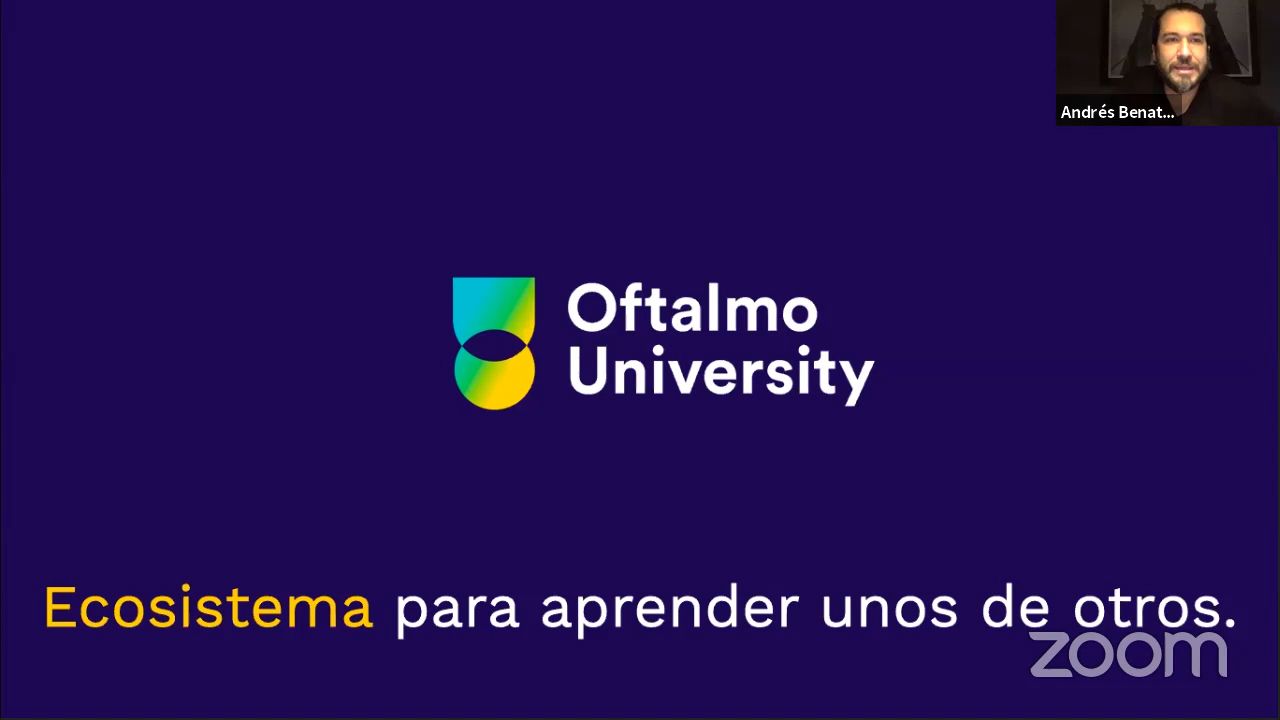 Andrés Benat...
Oftalmo
University
Ecosistema para aprender unos de otros.
zoom